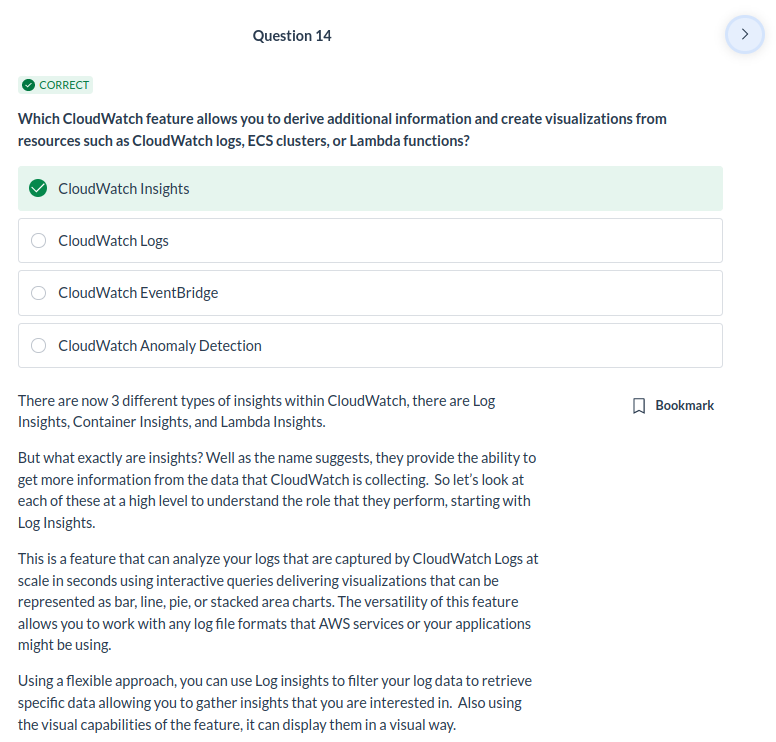 Question 14
CORRECT
Which CloudWatch feature allows you to derive additional information and create visualizations from
resources such as CloudWatch logs, ECS clusters, or Lambda functions?
CloudWatch Insights
CloudWatch Logs
CloudWatch EventBridge
CloudWatch Anomaly Detection
There are now 3 different types of insights within CloudWatch, there are Log
Insights, Container Insights, and Lambda Insights.
Bookmark
But what exactly are insights? Well as the name suggests, they provide the ability to
get more information from the data that CloudWatch is collecting.  So let’s look at
each of these at a high level to understand the role that they perform, starting with
Log Insights.
This is a feature that can analyze your logs that are captured by CloudWatch Logs at
scale in seconds using interactive queries delivering visualizations that can be
represented as bar, line, pie, or stacked area charts. The versatility of this feature
allows you to work with any log file formats that AWS services or your applications
might be using.
Using a flexible approach, you can use Log insights to filter your log data to retrieve
specific data allowing you to gather insights that you are interested in.  Also using
the visual capabilities of the feature, it can display them in a visual way.